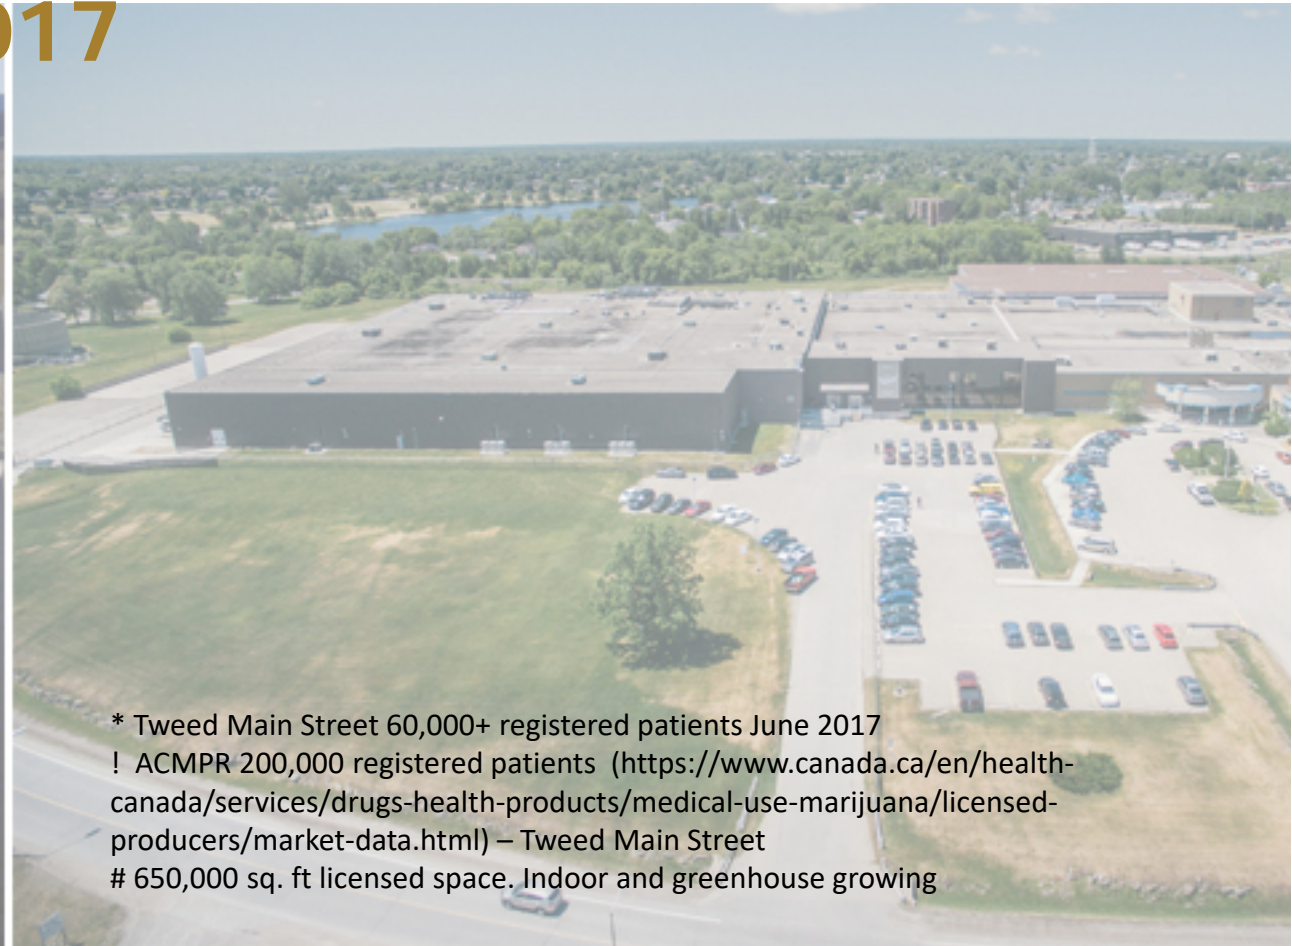 017
* Tweed Main Street 60,000+ registered patients June 2017
! ACMPR 200,000 registered patients (https://www.canada.ca/en/health-
canada/services/drugs-health-products/medical-use-marijuana/licensed-
producers/market-data.html) – Tweed Main Street
# 650,000 sq. ft licensed space. Indoor and greenhouse growing